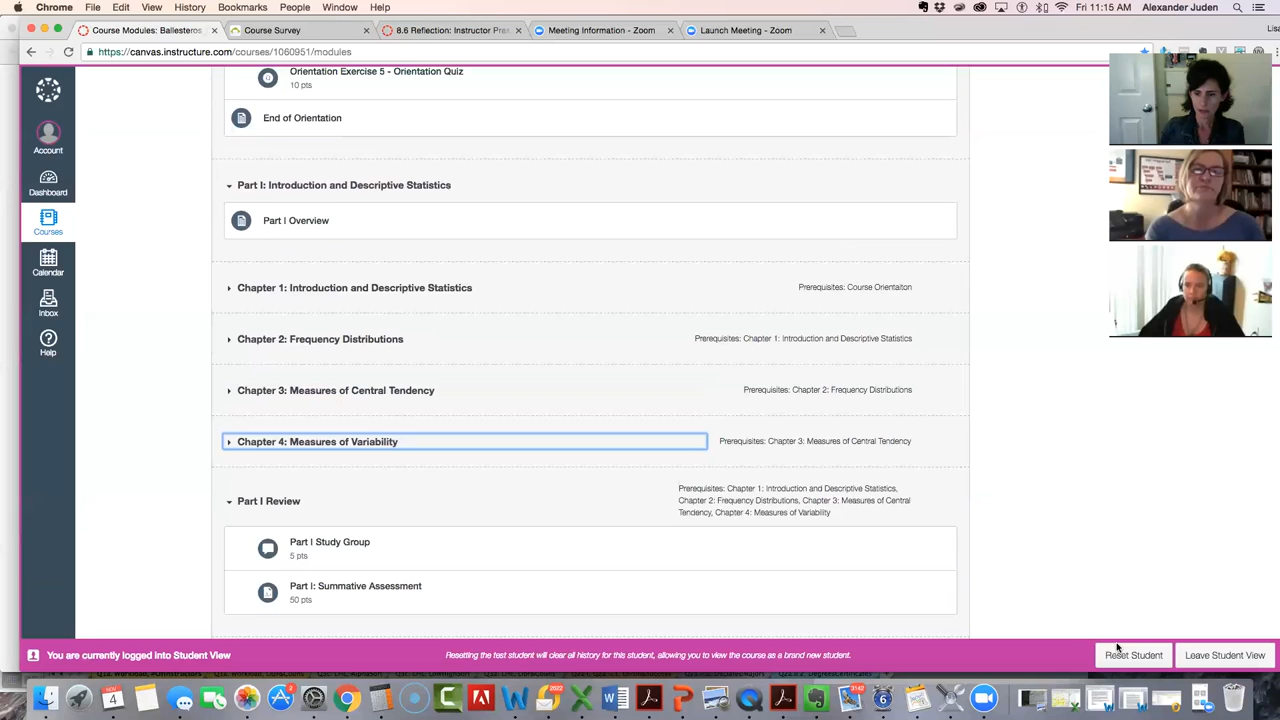 Chrome File Edit View History Bookmarks People Window Help Fri 11:15 AM Alexander Juden
Course Modules: Ballesteros Course Survey 8.6 Reflection: Instructor Pra Meeting Information - Zoom Launch Meeting - Zoom Lisa
https://canvas.instructure.com/courses/1060951/modules
Account
Dashboard
Courses
Calendar
Inbox
Help
Orientation Exercise 5 - Orientation Quiz
10 pts
End of Orientation
Part I: Introduction and Descriptive Statistics
Part I Overview
Chapter 1: Introduction and Descriptive Statistics Prerequisites: Course Orientaiton
Chapter 2: Frequency Distributions Prerequisites: Chapter 1: Introduction and Descriptive Statistics
Chapter 3: Measures of Central Tendency Prerequisites: Chapter 2: Frequency Distributions
Chapter 4: Measures of Variability Prerequisites: Chapter 3: Measures of Central Tendency
Part I Review
Prerequisites: Chapter 1: Introduction and Descriptive Statistics,
Chapter 2: Frequency Distributions, Chapter 3: Measures of Central
Tendency, Chapter 4: Measures of Variability
Part I Study Group
5 pts
Part I: Summative Assessment
50 pts
You are currently logged into Student View Resetting the test student will clear all history for this student, allowing you to view the course as a brand new student. Reset Student Leave Student View
NOV
4
2622
3142